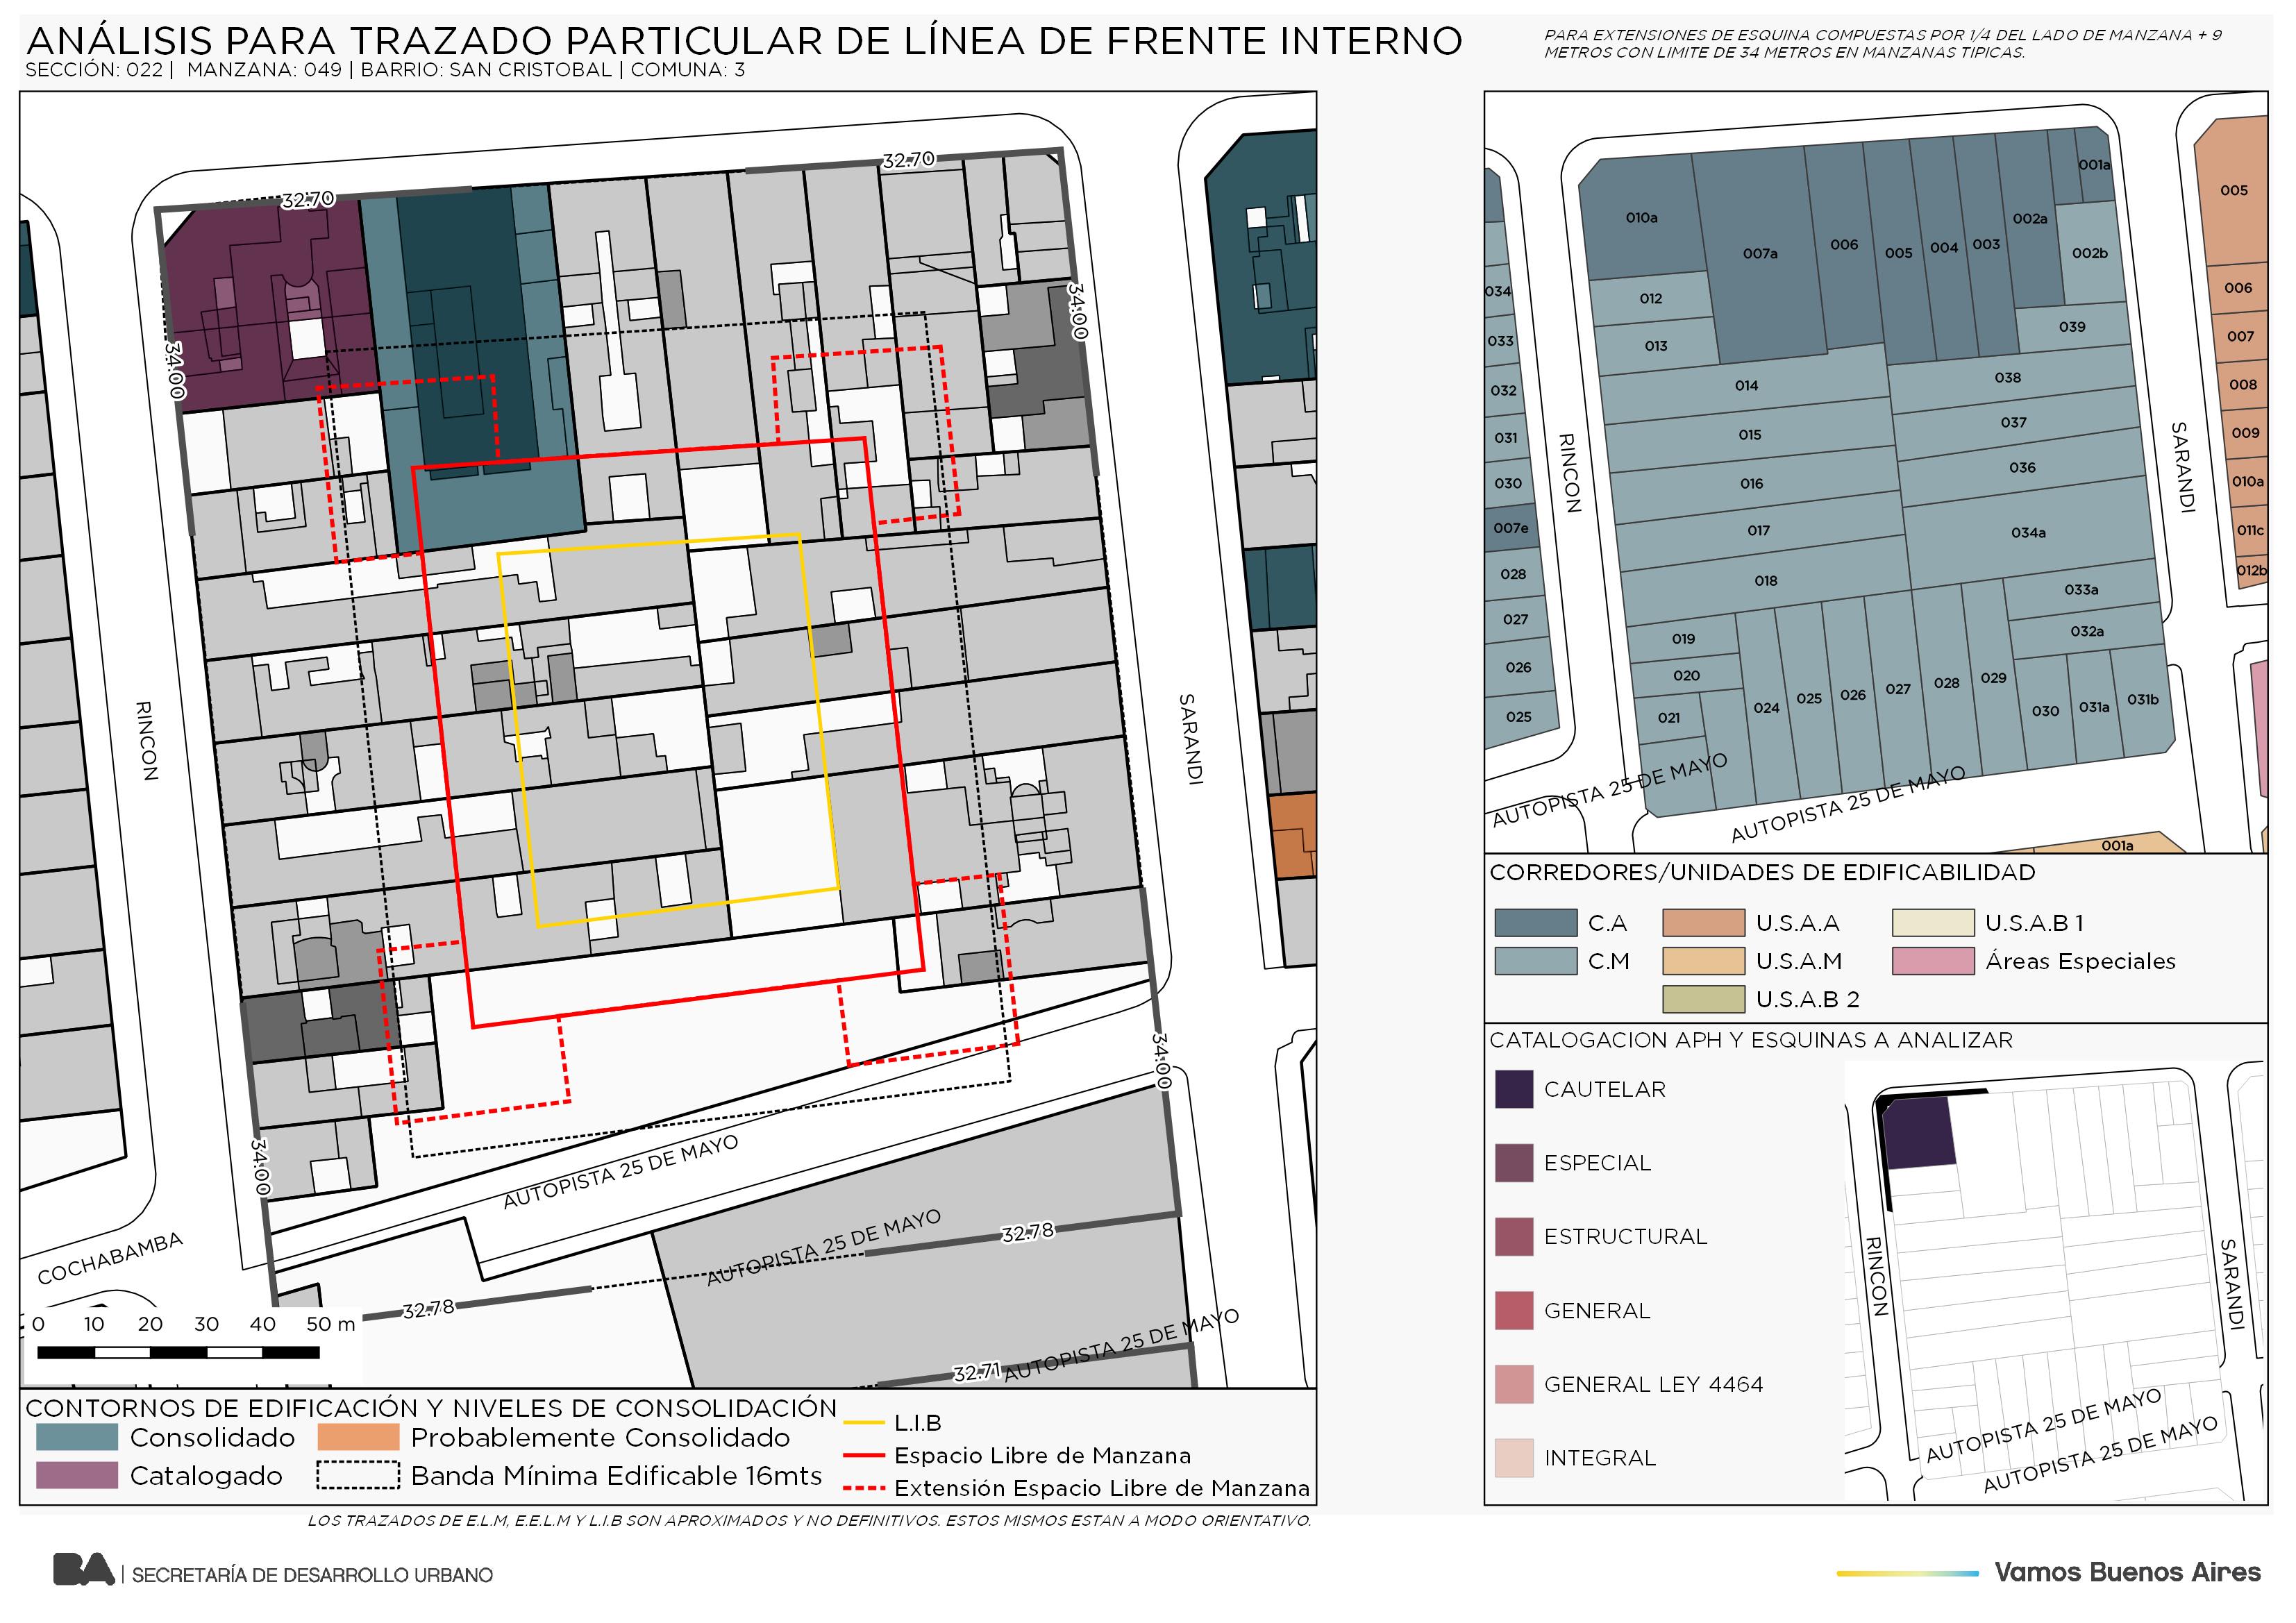 ANÁLISIS PARA TRAZADO PARTICULAR DE LÍNEA DE FRENTE INTERNO
SECCIÓN: 022 | MANZANA: 049 | BARRIO: SAN CRISTOBAL | COMUNA: 3
PARA EXTENSIONES DE ESQUINA COMPUESTAS POR 1/4 DEL LADO DE MANZANA + 9
METROS CON LIMITE DE 34 METROS EN MANZANAS TIPICAS.
32.70
32.70
34.00
34.00
RINCON
SARANDI
34.00
34.00
AUTOPISTA 25 DE MAYO
AUTOPISTA 25 DE MAYO
32.78
COCHABAMBA
32.78
AUTOPISTA 25 DE MAYO
32.71
0 10 20 30 40 50 m
CONTORNOS DE EDIFICACIÓN Y NIVELES DE CONSOLIDACIÓN
Consolidado
Probablemente Consolidado
Catalogado
Banda Mínima Edificable 16mts
L.I.B
Espacio Libre de Manzana
Extensión Espacio Libre de Manzana
LOS TRAZADOS DE E.L.M, E.E.L.M Y L.I.B SON APROXIMADOS Y NO DEFINITIVOS. ESTOS MISMOS ESTAN A MODO ORIENTATIVO.
001a
005
010a
002a
006
004
003
005
007a
002b
034
012
006
039
033
013
007
032
014
038
008
031
015
037
009
RINCON
SARANDI
030
016
036
010a
007e
017
034a
011c
028
018
033a
012b
027
019
032a
026
020
024
025
026
027
028
029
030
031a
031b
025
021
AUTOPISTA 25 DE MAYO
AUTOPISTA 25 DE MAYO
001a
CORREDORES/UNIDADES DE EDIFICABILIDAD
C.A
U.S.A.A
U.S.A.B 1
C.M
U.S.A.M
Áreas Especiales
U.S.A.B 2
CATALOGACION APH Y ESQUINAS A ANALIZAR
CAUTELAR
ESPECIAL
ESTRUCTURAL
GENERAL
GENERAL LEY 4464
INTEGRAL
RINCON
SARANDI
AUTOPISTA 25 DE MAYO
AUTOPISTA 25 DE MAYO
BA | SECRETARÍA DE DESARROLLO URBANO
Vamos Buenos Aires